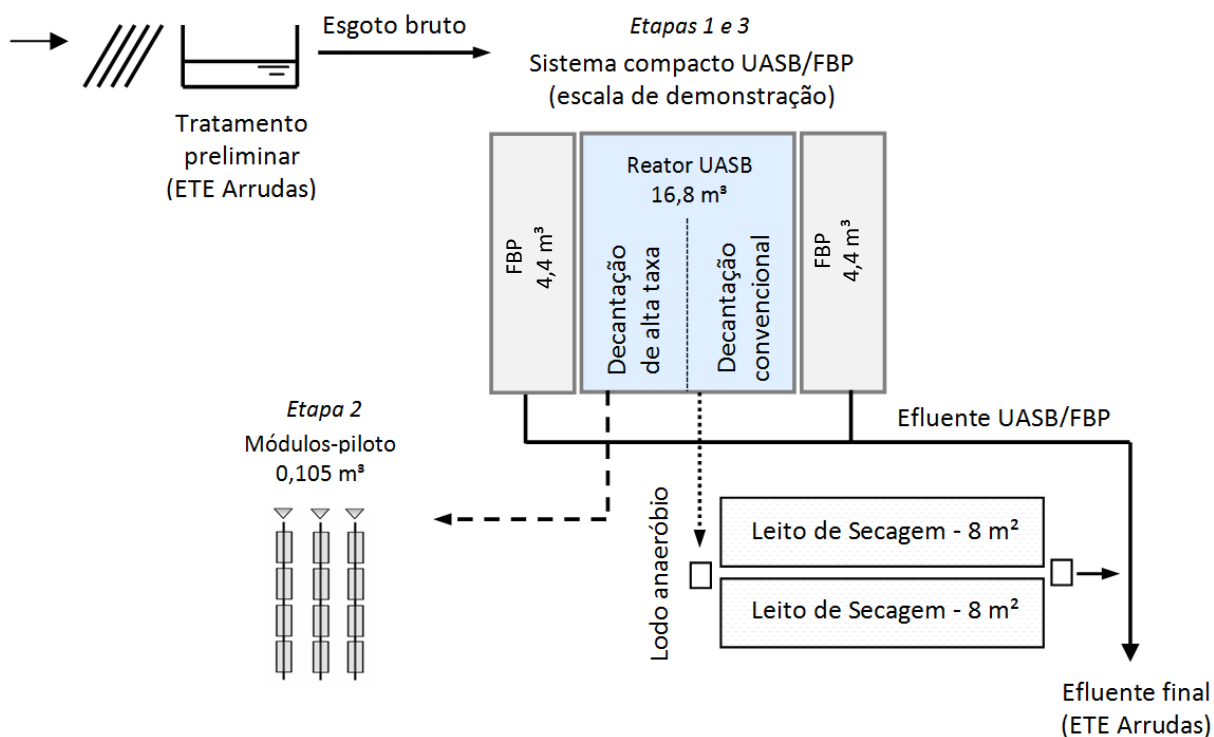 Esgoto bruto
Tratamento
preliminar
(ETE Arrudas)
Etapas 1 e 3
Sistema compacto UASB/FBP
(escala de demonstração)
FBP
4,4 m³
Reator UASB
16,8 m³
Decantação
de alta taxa
Decantação
convencional
FBP
4,4 m³
Efluente UASB/FBP
Etapa 2
Módulos-piloto
0,105 m³
Lodo anaeróbio
Leito de Secagem - 8 m²
Leito de Secagem - 8 m²
Efluente final
(ETE Arrudas)